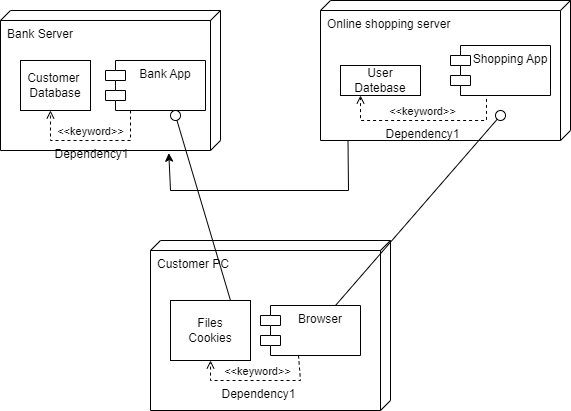 Bank Server
Customer
Database
Bank App
<<keyword>>
Dependency1
Online shopping server
User
Datebase
Shopping App
<<keyword>>
Dependency1
Customer PC
Files
Cookies
Browser
<<keyword>>
Dependency1